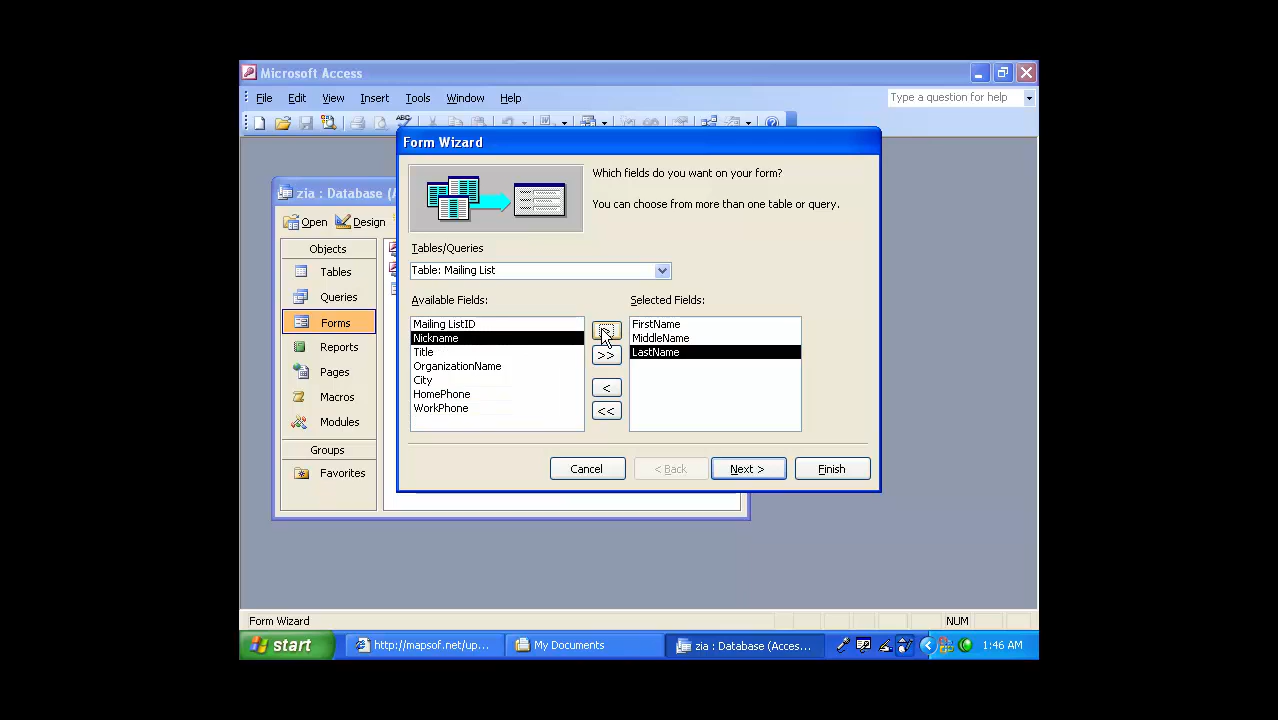 Microsoft Access
File Edit View Insert Tools Window Help
Type a question for help
ABC
Form Wizard
Which fields do you want on your form?
You can choose from more than one table or query.
zia : Database (A
Open Design
Objects
Tables
Queries
Forms
Reports
Pages
Macros
Modules
Groups
Favorites
Tables/Queries
Table: Mailing List
Available Fields:
Selected Fields:
Mailing ListID
Nickname
Title
OrganizationName
City
HomePhone
WorkPhone
>
>>
<
<<
FirstName
MiddleName
LastName
Cancel
< Back
Next >
Finish
Form Wizard
NUM
start
http://mapsof.net/up...
My Documents
zia : Database (Acces...
1:46 AM